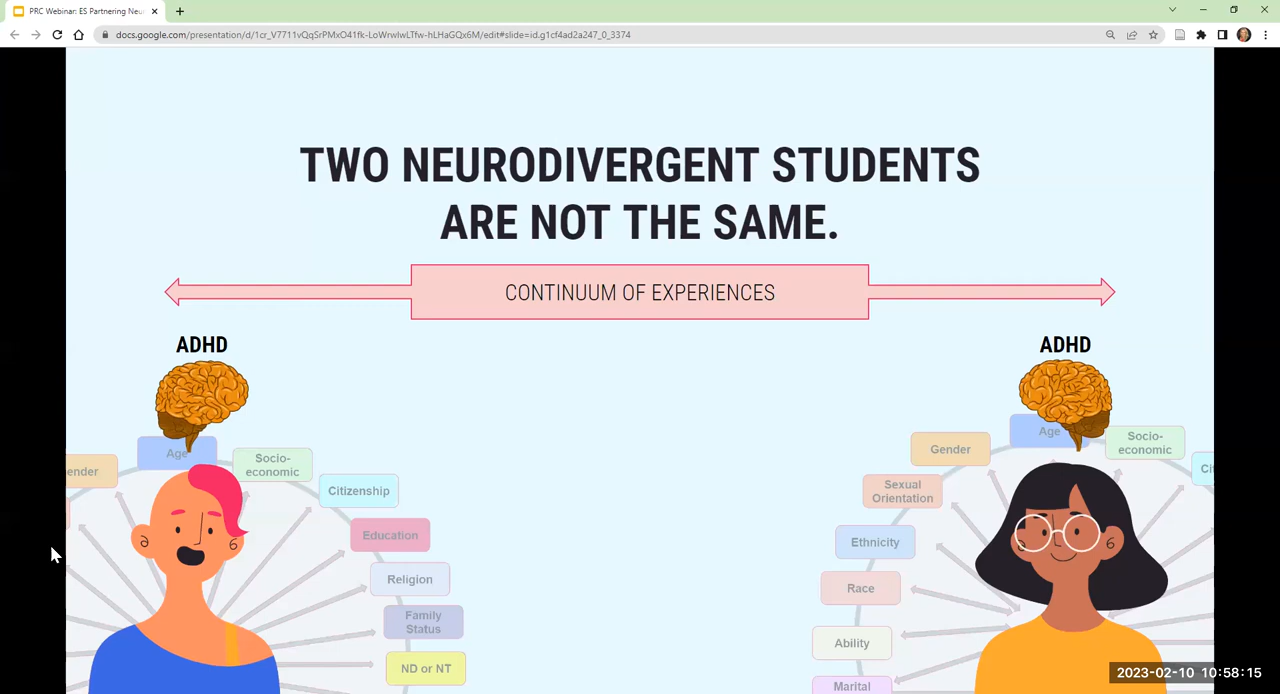 PRC Webinar: ES Partnering Neu
docs.google.com/presentation/d/1cr_V7711vQqSrPMxO41fk-LoWrwIwLTfw-hLHaGQx6M/edit#slide=id.g1cf4ad2a247_0_3374
TWO NEURODIVERGENT STUDENTS
ARE NOT THE SAME.
CONTINUUM OF EXPERIENCES
ADHD
ender
Age
Socio-
economic
Citizenship
Education
Religion
Family
Status
ND or NT
ADHD
Age
Socio-
economic
Cit
Gender
Sexual
Orientation
Ethnicity
Race
Ability
Marital
2023-02-10 10:58:15